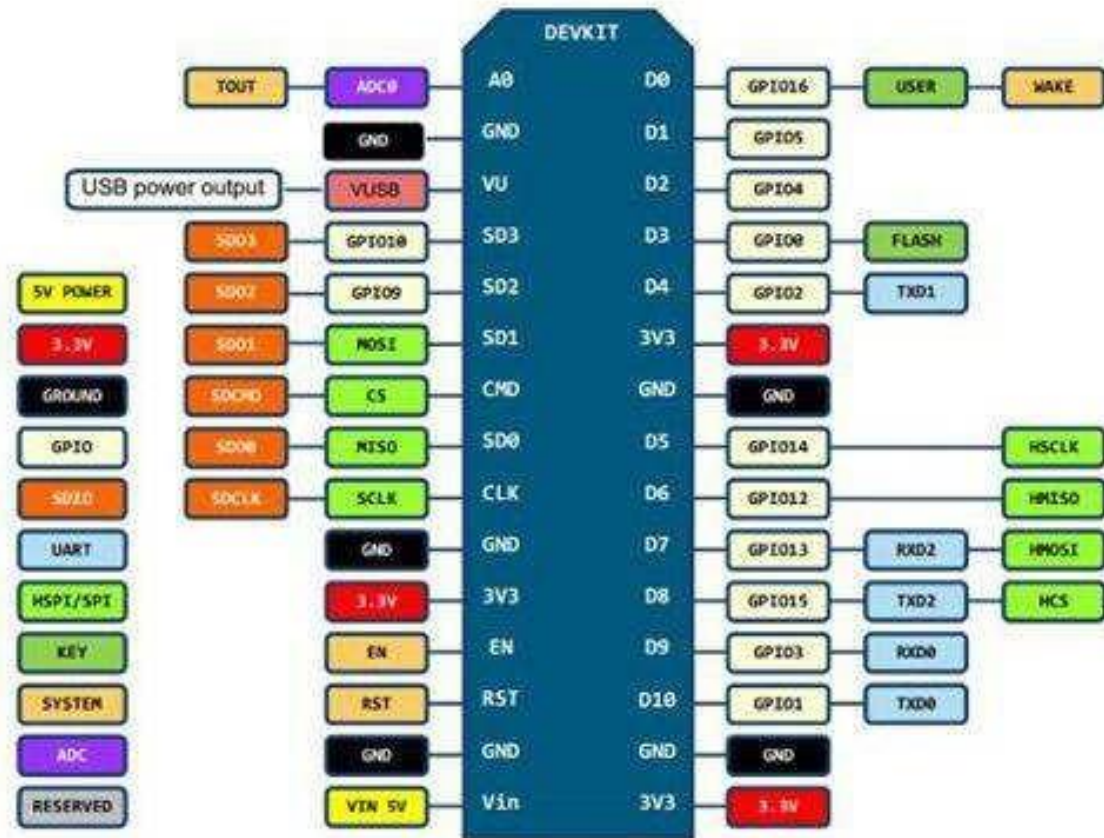 DEVKIT
TOUT ADC0 A0 D0 GPIO16 USER WAKE
GND GND D1 GPIO5
USB power output VUSB VU D2 GPIO4
SDD3 GPIO10 SD3 D3 GPIO0 FLASH
5V POWER SDD2 GPIO9 SD2 D4 GPIO2 TXD1
3.3V SDD1 MOSI SD1 3V3 3.3V
GROUND SDCMD CS CMD GND GND
GPIO SDD0 MISO SD0 D5 GPIO14 HSCLK
SDIO SDCLK SCLK CLK D6 GPIO12 HMISO
UART GND GND D7 GPIO13 RXD2 HMOSI
HSPI/SPI 3.3V 3V3 D8 GPIO15 TXD2 HCS
KEY EN EN D9 GPIO3 RXD0
SYSTEM RST RST D10 GPIO1 TXD0
ADC GND GND GND GND
RESERVED VIN 5V Vin 3V3 3.3V